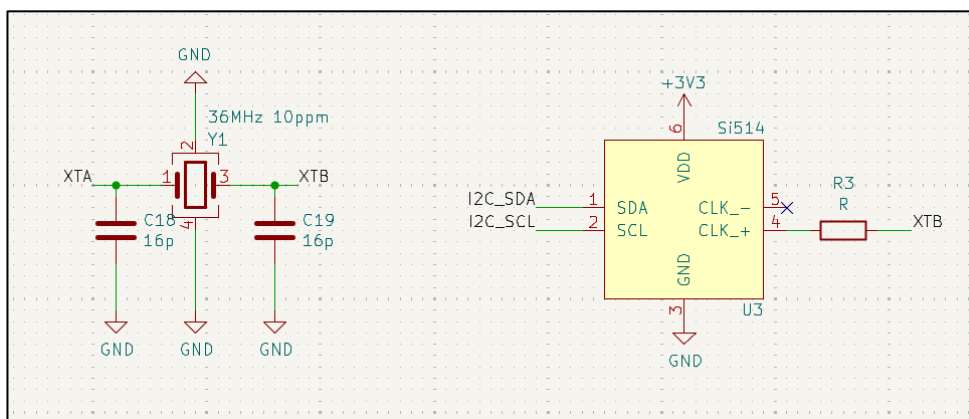 GND
36MHz 10ppm
Y1
2
XTA
1
3
XTB
4
C18
16p
C19
16p
GND
GND
GND
+3V3
6
Si514
VDD
I2C_SDA
1
SDA
CLK_-
5
I2C_SCL
2
SCL
CLK_+
4
R3
R
XTB
GND
3
U3
GND